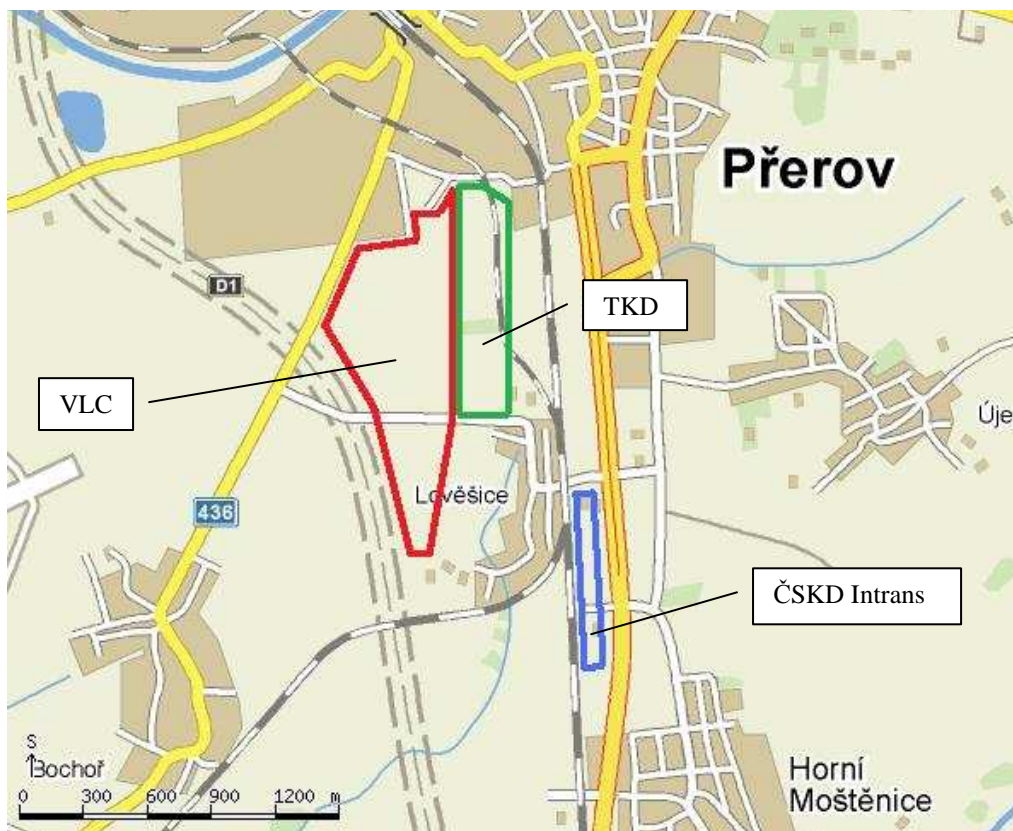 Přerov
D1
TKD
VLC
Úje
Lověšice
436
ČSKD Intrans
S
Bochoř
Horní
Moštěnice
0 300 600 900 1200 m